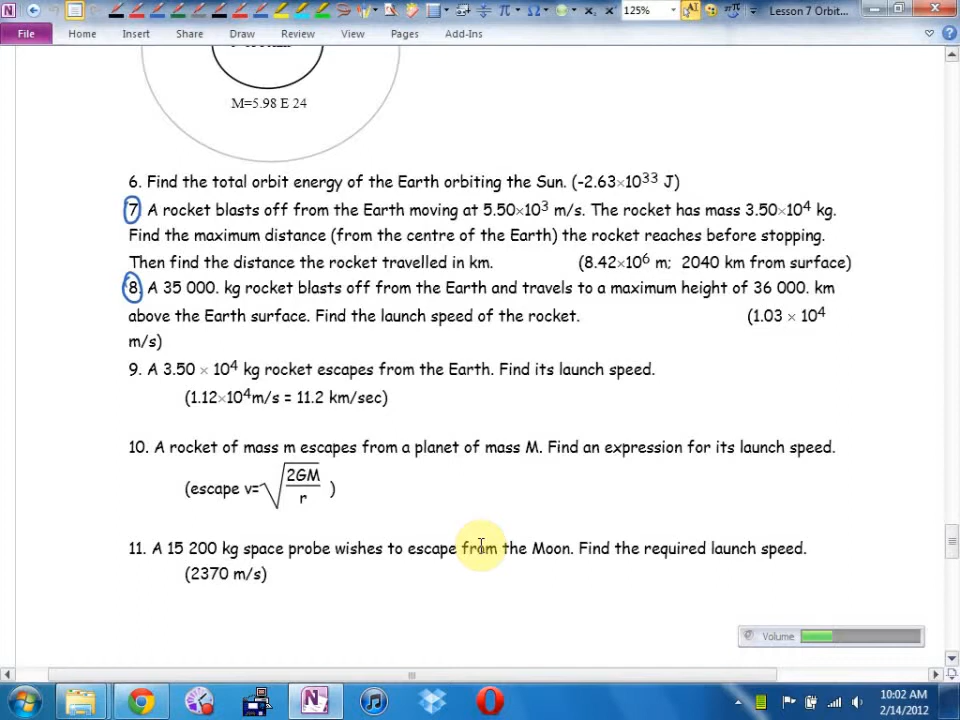 125%
Lesson 7 Orbit...
File Home Insert Share Draw Review View Pages Add-Ins
M=5.98 E 24
6. Find the total orbit energy of the Earth orbiting the Sun. (-2.63×10³³ J)
7 A rocket blasts off from the Earth moving at 5.50×10³ m/s. The rocket has mass 3.50×10⁴ kg.
Find the maximum distance (from the centre of the Earth) the rocket reaches before stopping.
Then find the distance the rocket travelled in km. (8.42×10⁶ m; 2040 km from surface)
8. A 35 000. kg rocket blasts off from the Earth and travels to a maximum height of 36 000. km
above the Earth surface. Find the launch speed of the rocket. (1.03 × 10⁴
m/s)
9. A 3.50 × 10⁴ kg rocket escapes from the Earth. Find its launch speed.
(1.12×10⁴m/s = 11.2 km/sec)
10. A rocket of mass m escapes from a planet of mass M. Find an expression for its launch speed.
(escape v=√2GM/r )
11. A 15 200 kg space probe wishes to escape from the Moon. Find the required launch speed.
(2370 m/s)
Volume
10:02 AM
2/14/2012